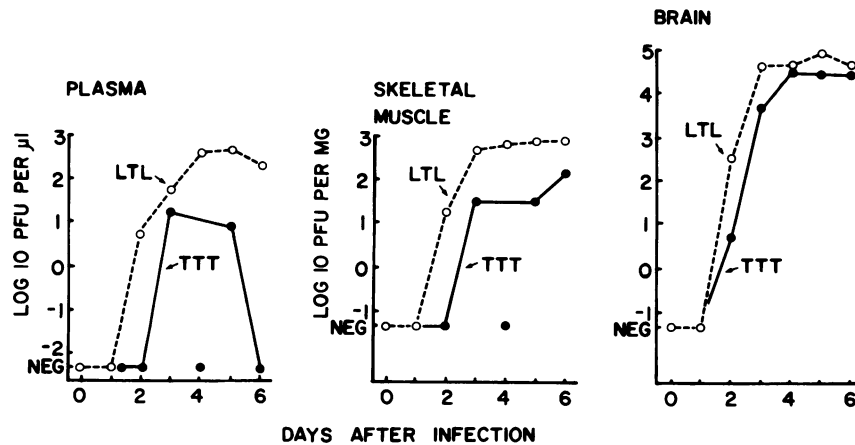 PLASMA
LOG 10 PFU PER µl
3
2
1
0
-1
-2
NEG
LTL
TTT
0 2 4 6
SKELETAL
MUSCLE
LOG 10 PFU PER MG
3
2
1
0
-1
NEG
LTL
TTT
0 2 4 6
BRAIN
5
4
3
2
1
0
-1
NEG
LTL
TTT
0 2 4 6
DAYS AFTER INFECTION